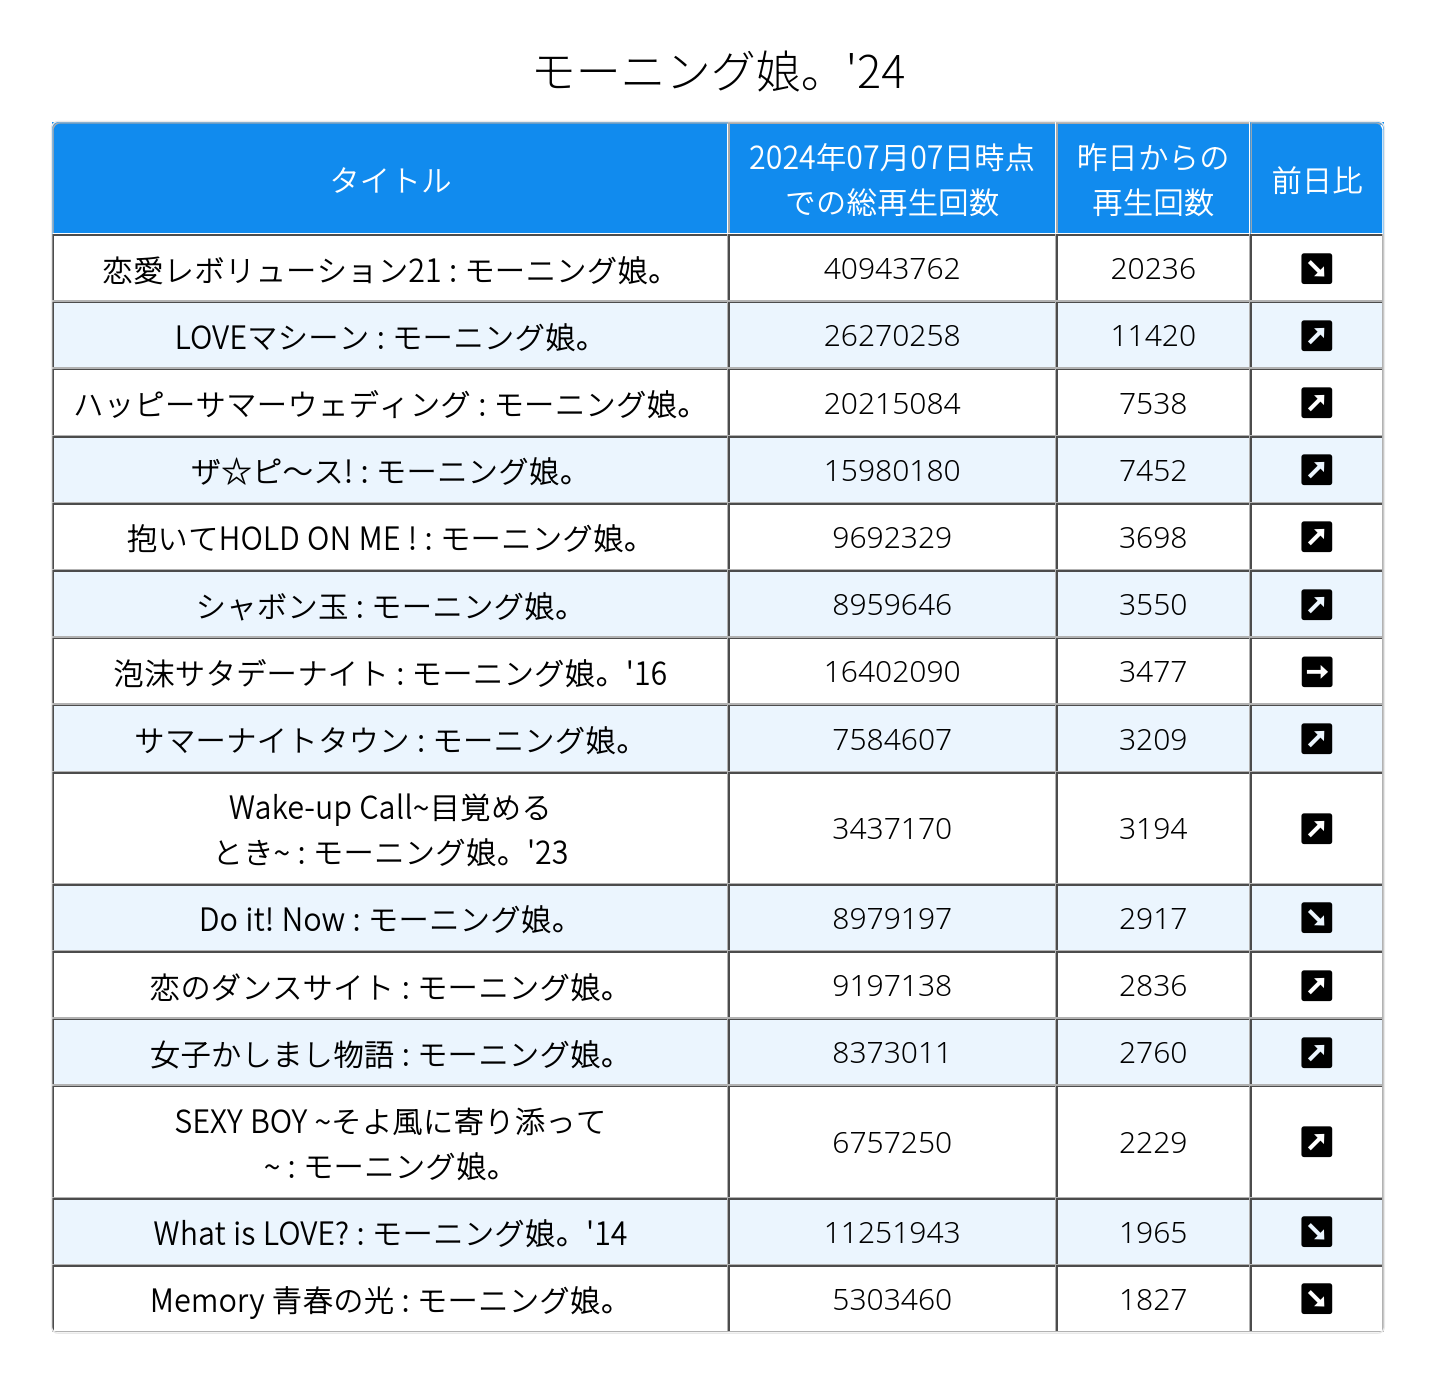 モーニング娘。'24
タイトル
2024年07月07日時点
での総再生回数
昨日からの
再生回数
前日比
恋愛レボリューション21 : モーニング娘。 40943762 20236 ↘
LOVEマシーン : モーニング娘。 26270258 11420 ↗
ハッピーサマーウェディング : モーニング娘。 20215084 7538 ↗
ザ☆ピ〜ス! : モーニング娘。 15980180 7452 ↗
抱いてHOLD ON ME ! : モーニング娘。 9692329 3698 ↗
シャボン玉 : モーニング娘。 8959646 3550 ↗
泡沫サタデーナイト : モーニング娘。'16 16402090 3477 ➡
サマーナイトタウン : モーニング娘。 7584607 3209 ↗
Wake-up Call~目覚める
とき~ : モーニング娘。'23 3437170 3194 ↗
Do it! Now : モーニング娘。 8979197 2917 ↘
恋のダンスサイト : モーニング娘。 9197138 2836 ↗
女子かしまし物語 : モーニング娘。 8373011 2760 ↗
SEXY BOY ~そよ風に寄り添って
~ : モーニング娘。 6757250 2229 ↗
What is LOVE? : モーニング娘。'14 11251943 1965 ↘
Memory 青春の光 : モーニング娘。 5303460 1827 ↘